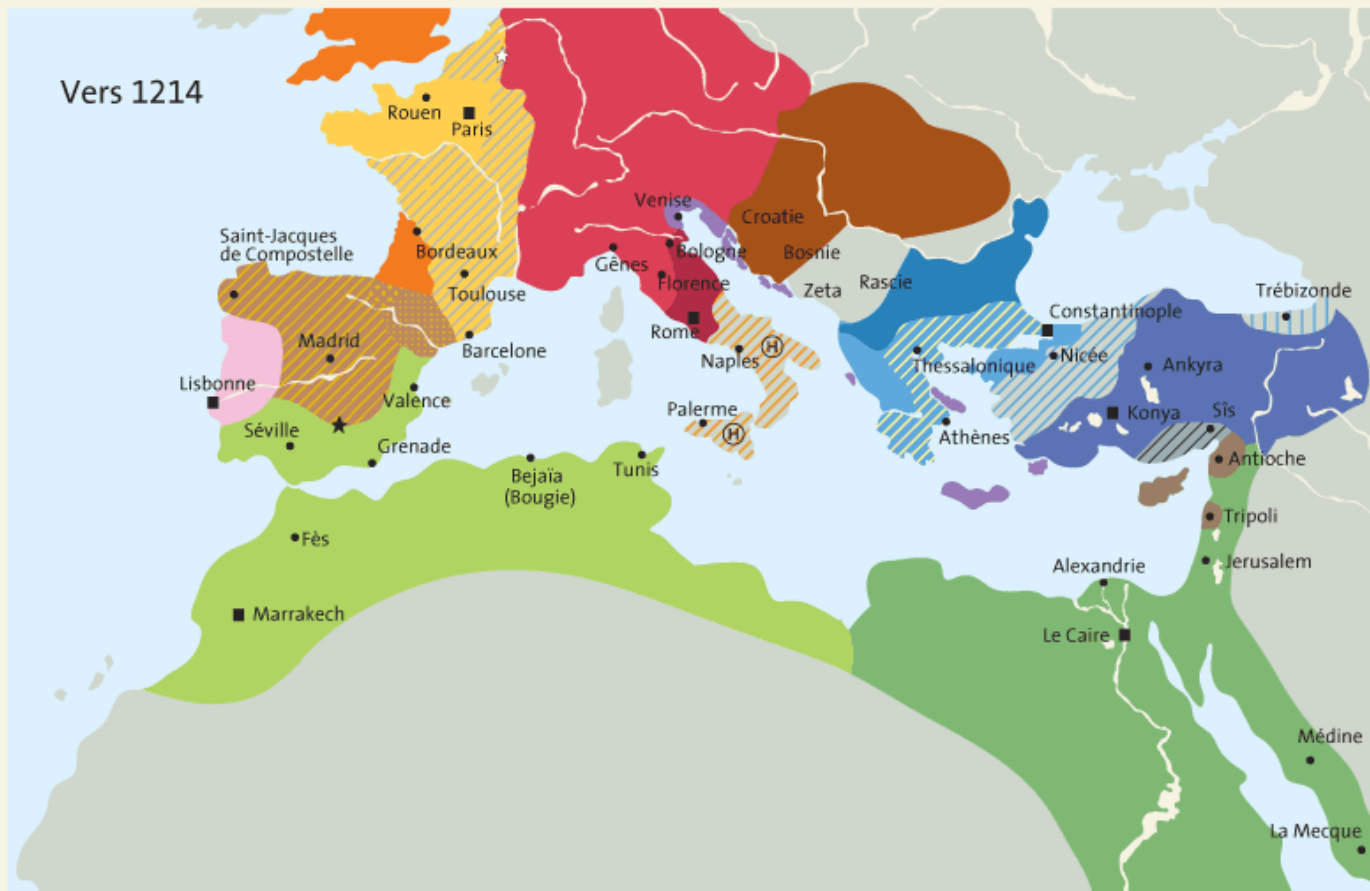 Vers 1214
Rouen
Paris
Venise
Croatie
Saint-Jacques
de Compostelle
Bordeaux
Bologne
Bosnie
Gênes
Toulouse
Florence
Zeta
Rascie
Trébizonde
Constantinople
Madrid
Rome
Barcelone
Naples
H
Thessalonique
Nicée
Ankyra
Lisbonne
Valence
Palerme
H
Konya
Sîs
Séville
Grenade
Athènes
Antioche
Bejaïa
(Bougie)
Tunis
Tripoli
Fès
Alexandrie
Jerusalem
Marrakech
Le Caire
Médine
La Mecque